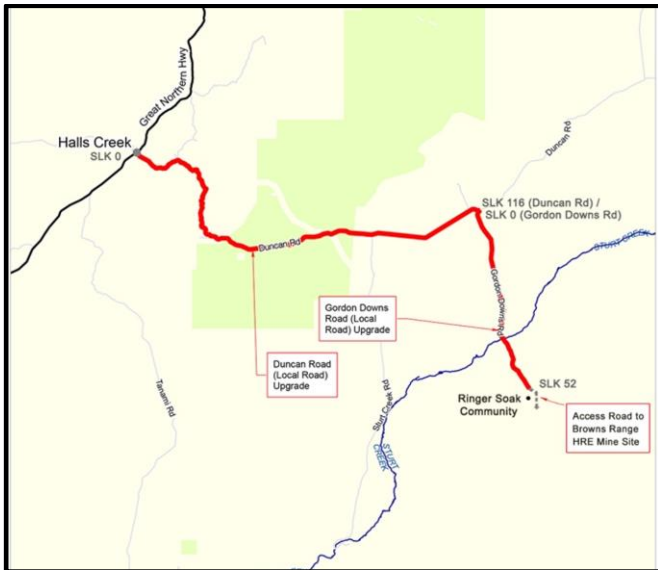 Great Northern Hwy
Halls Creek
SLK 0
Duncan Rd
SLK 116 (Duncan Rd) /
SLK 0 (Gordon Downs Rd)
STURT CREEK
Duncan Rd
Gordon Downs Rd
Gordon Downs
Road (Local
Road) Upgrade
Duncan Road
(Local Road)
Upgrade
Tanami Rd
Sturt Creek Rd
SLK 52
Ringer Soak
Community
Access Road to
Browns Range
HRE Mine Site
STURT
CREEK